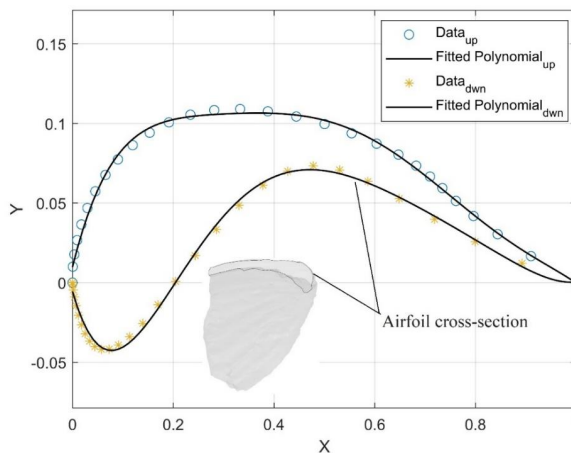 0.15
0.1
0.05
0
-0.05
Y
0
0.2
0.4
0.6
0.8
X
Data_up
Fitted Polynomial_up
Data_dwn
Fitted Polynomial_dwn
Airfoil cross-section